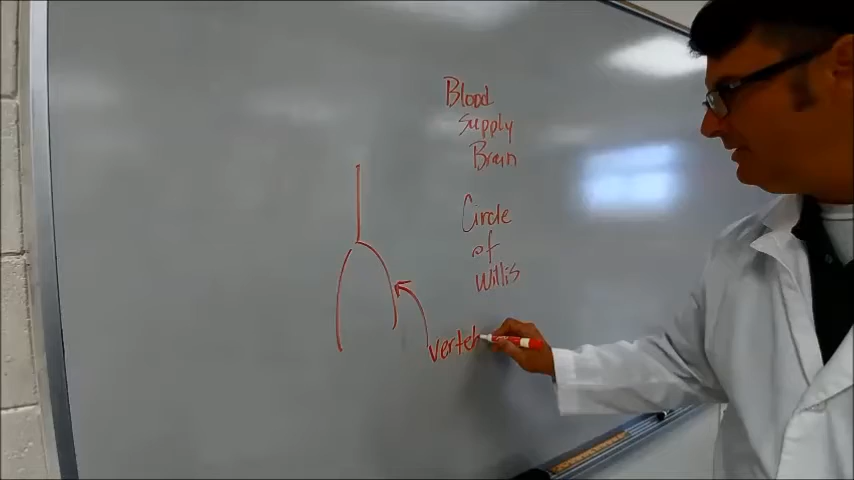 Blood
Supply
Brain
Circle
of
Willis
verteb